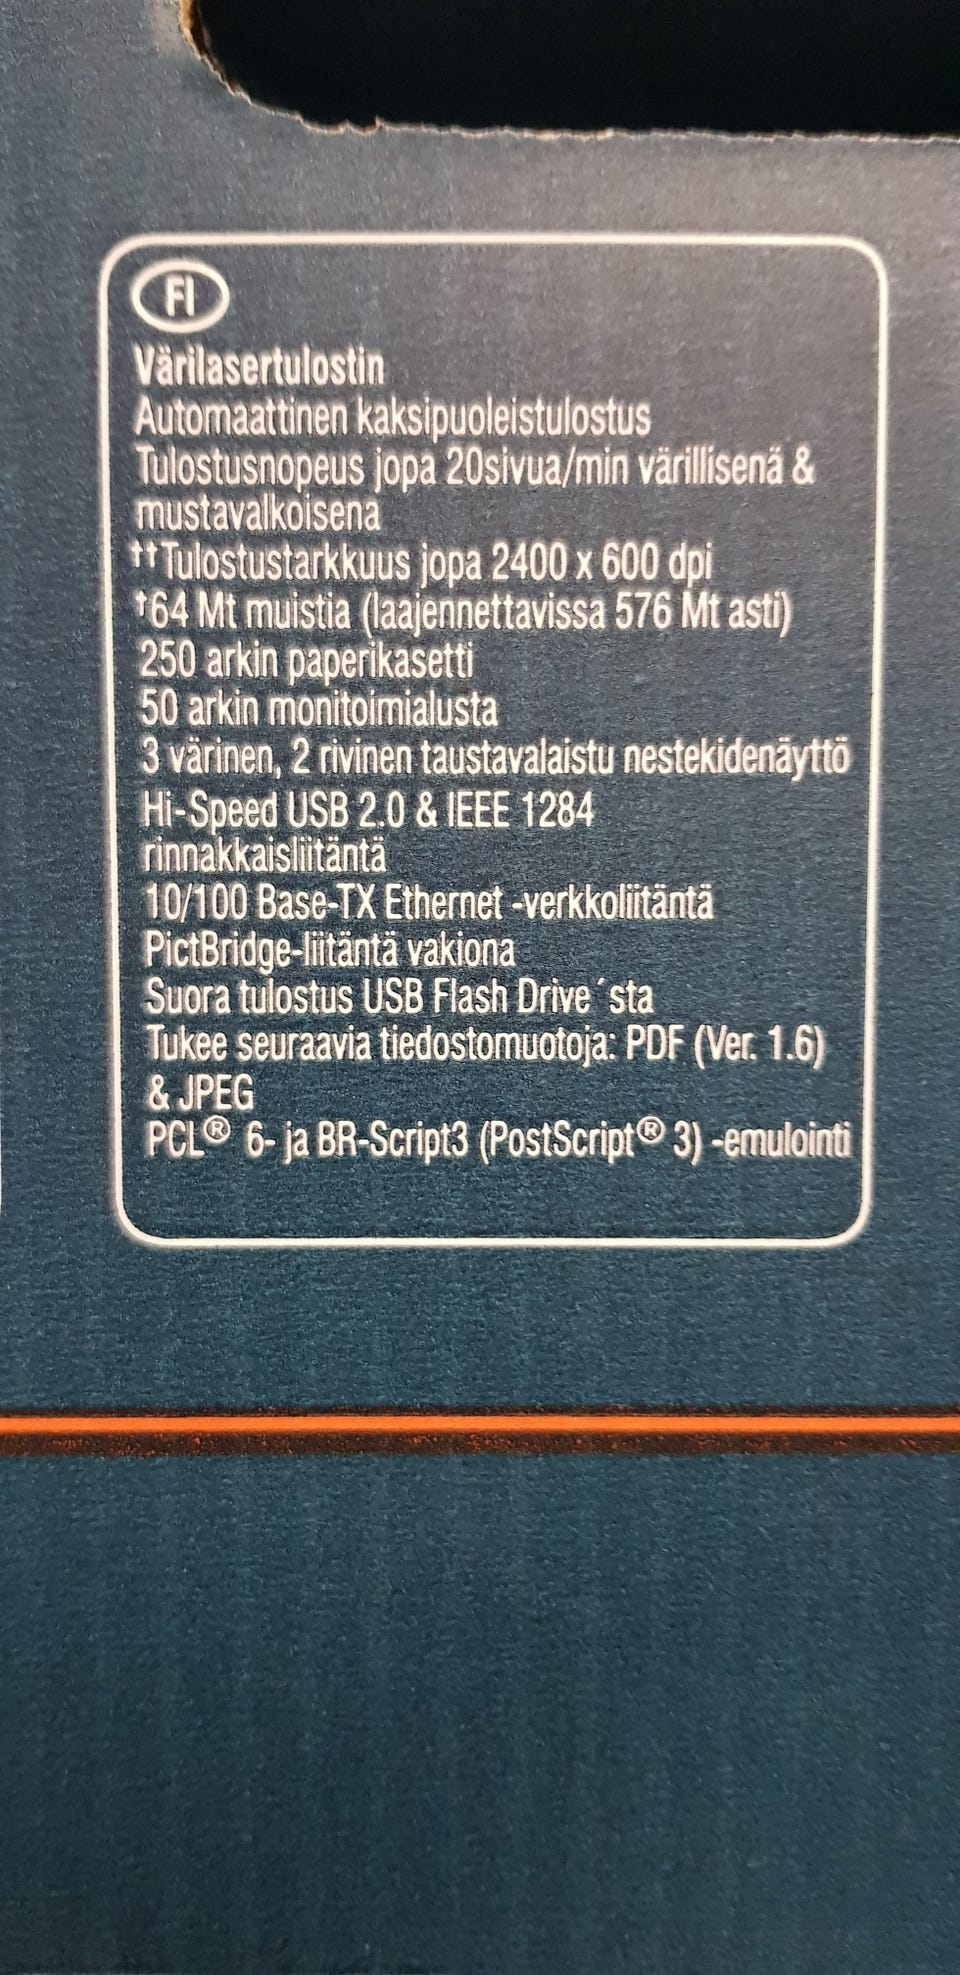 FI
Värilasertulostin
Automaattinen kaksipuoleistulostus
Tulostusnopeus jopa 20sivua/min värillisenä &
mustavalkoisena
††Tulostustarkkuus jopa 2400 x 600 dpi
†64 Mt muistia (laajennettavissa 576 Mt asti)
250 arkin paperikasetti
50 arkin monitoimialusta
3 värinen, 2 rivinen taustavalaistu nestekidenäyttö
Hi-Speed USB 2.0 & IEEE 1284
rinnakkaisliitäntä
10/100 Base-TX Ethernet -verkkoliitäntä
PictBridge-liitäntä vakiona
Suora tulostus USB Flash Drive´sta
Tukee seuraavia tiedostomuotoja: PDF (Ver. 1.6)
& JPEG
PCL® 6- ja BR-Script3 (PostScript® 3) -emulointi